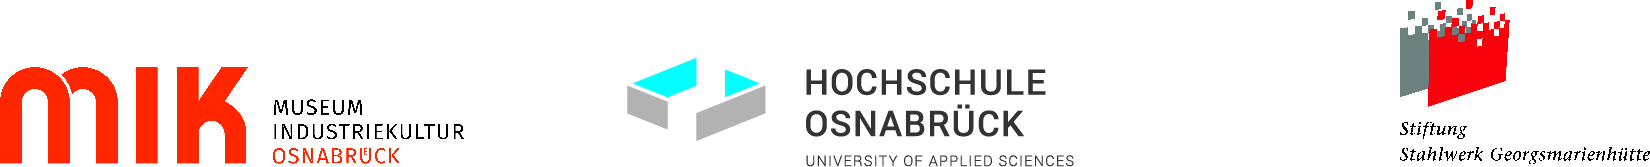 MIK
MUSEUM
INDUSTRIEKULTUR
OSNABRÜCK
HOCHSCHULE
OSNABRÜCK
UNIVERSITY OF APPLIED SCIENCES
Stiftung
Stahlwerk Georgsmarienhütte